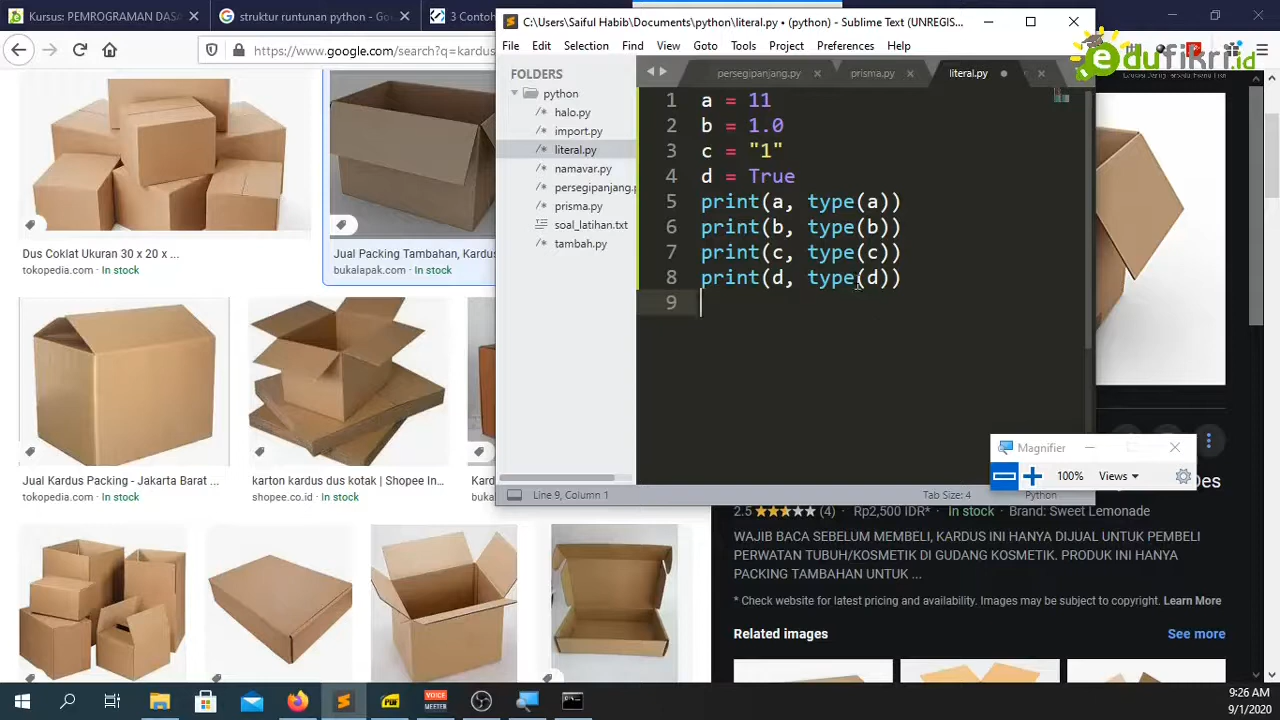 Kursus: PEMROGRAMAN DASA
struktur runtunan python - Goo
3 Contoh
https://www.google.com/search?q=kardus
C:\Users\Saiful Habib\Documents\python\literal.py • (python) - Sublime Text (UNREGIS...
File Edit Selection Find View Goto Tools Project Preferences Help
edufikri.id
FOLDERS
python
halo.py
import.py
literal.py
namavar.py
persegipanjang.p
prisma.py
soal_latihan.txt
tambah.py
persegipanjang.py
prisma.py
literal.py
1 a = 11
2 b = 1.0
3 c = "1"
4 d = True
5 print(a, type(a))
6 print(b, type(b))
7 print(c, type(c))
8 print(d, type(d))
9
Line 9, Column 1
Tab Size: 4
Python
Magnifier
100%
Views
Dus Coklat Ukuran 30 x 20 x ...
tokopedia.com · In stock
Jual Packing Tambahan, Kardus
bukalapak.com · In stock
Jual Kardus Packing - Jakarta Barat ...
tokopedia.com · In stock
karton kardus dus kotak | Shopee In...
shopee.co.id · In stock
2.5 (4) · Rp2,500 IDR* · In stock · Brand: Sweet Lemonade
WAJIB BACA SEBELUM MEMBELI, KARDUS INI HANYA DIJUAL UNTUK PEMBELI
PERWATAN TUBUH/KOSMETIK DI GUDANG KOSMETIK. PRODUK INI HANYA
PACKING TAMBAHAN UNTUK ...
* Check website for latest pricing and availability. Images may be subject to copyright. Learn More
Related images
See more
VOICE
MEETER
9:26 AM
9/1/2020